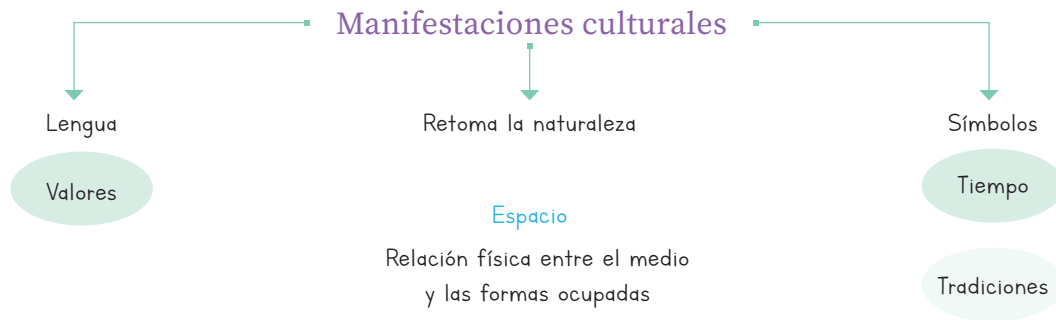 Manifestaciones culturales
Lengua
Retoma la naturaleza
Símbolos
Valores
Tiempo
Espacio
Relación física entre el medio
y las formas ocupadas
Tradiciones